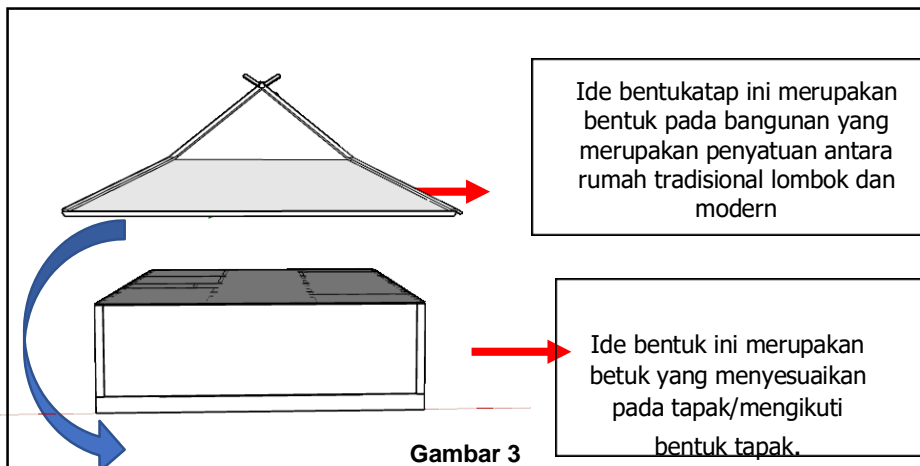 Ide bentukatap ini merupakan
bentuk pada bangunan yang
merupakan penyatuan antara
rumah tradisional lombok dan
modern
Ide bentuk ini merupakan
betuk yang menyesuaikan
pada tapak/mengikuti
bentuk tapak.
Gambar 3